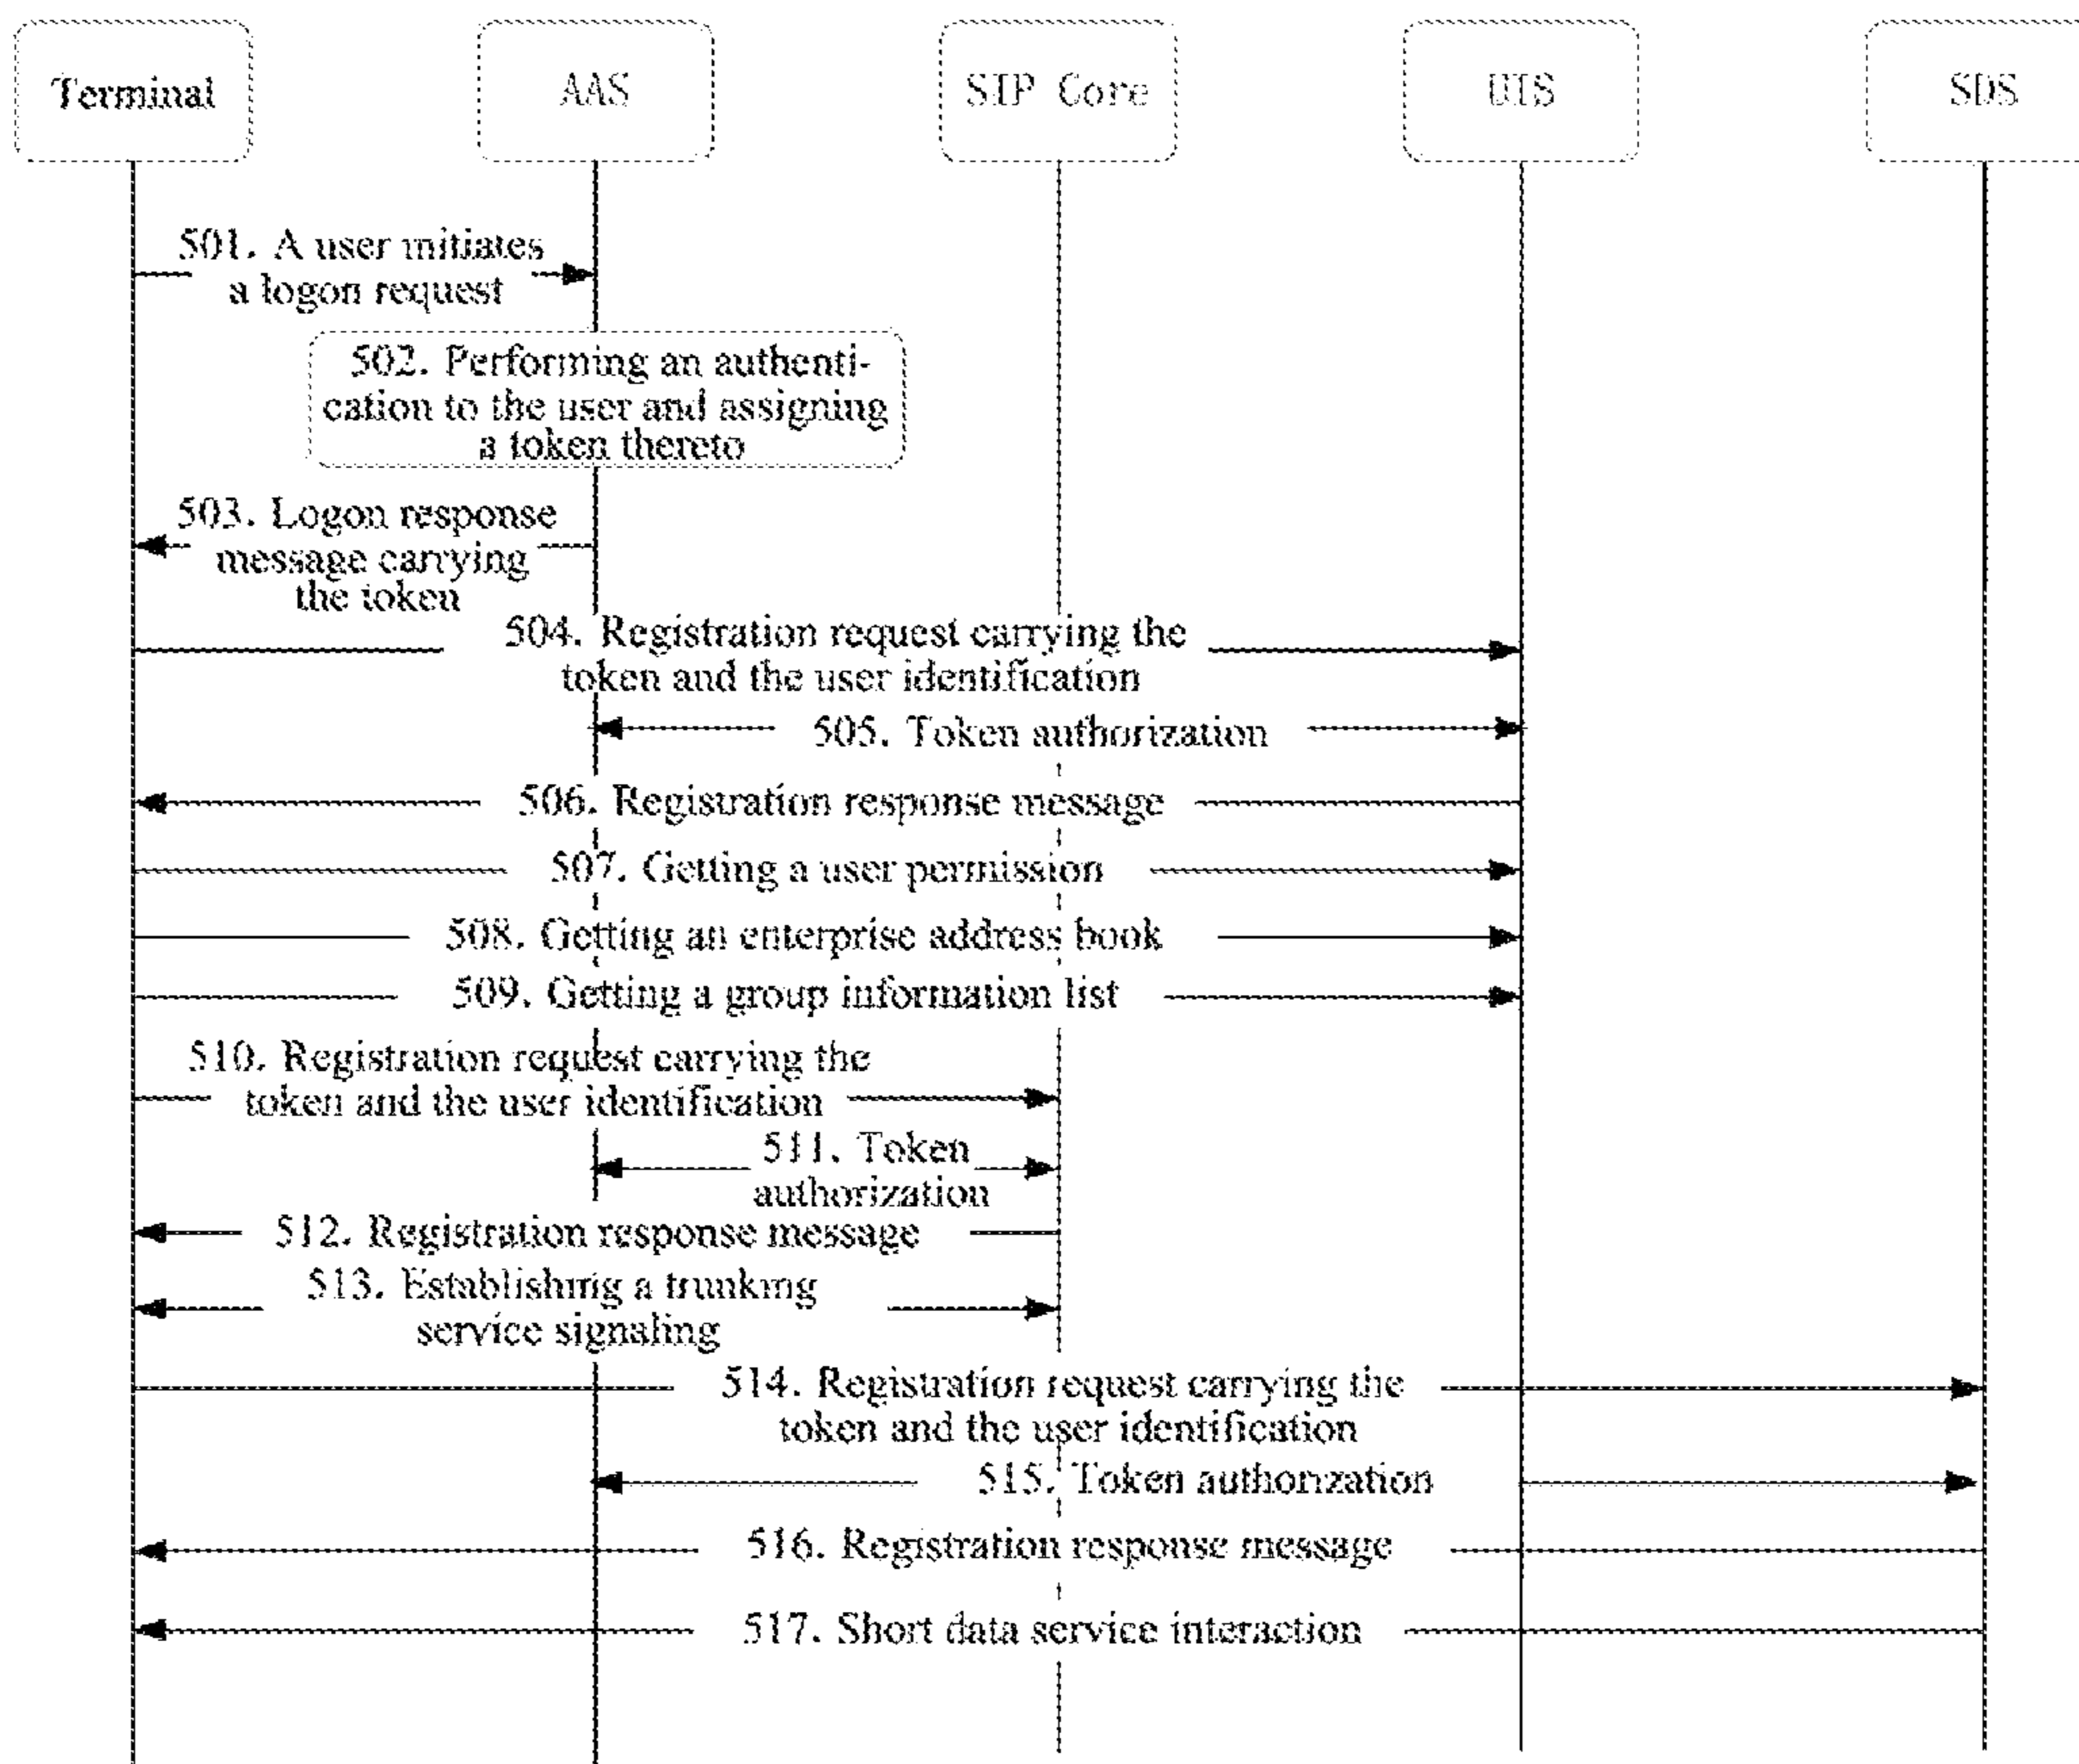 Terminal
AAS
SIP Core
UIS
SDS
501. A user initiates
a logon request
502. Performing an authenti-
cation to the user and assigning
a token thereto
503. Logon response
message carrying
the token
504. Registration request carrying the
token and the user identification
505. Token authorization
506. Registration response message
507. Getting a user permission
508. Getting an enterprise address book
509. Getting a group information list
510. Registration request carrying the
token and the user identification
511. Token
authorization
512. Registration response message
513. Establishing a trunking
service signaling
514. Registration request carrying the
token and the user identification
515. Token authorization
516. Registration response message
517. Short data service interaction